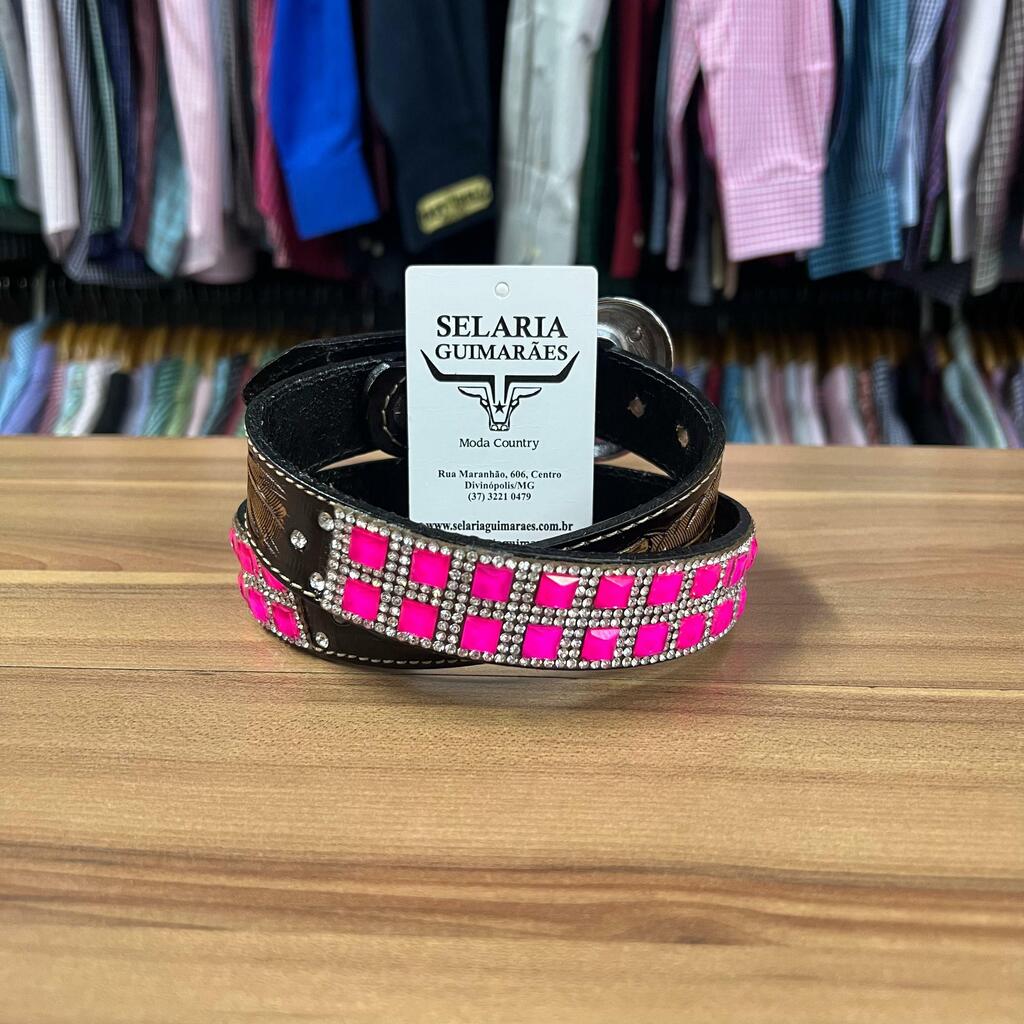 SELARIA
GUIMARÃES
Moda Country
Rua Maranhão, 606, Centro
Divinópolis/MG
(37) 3221 0479
www.selariaguimaraes.com.br